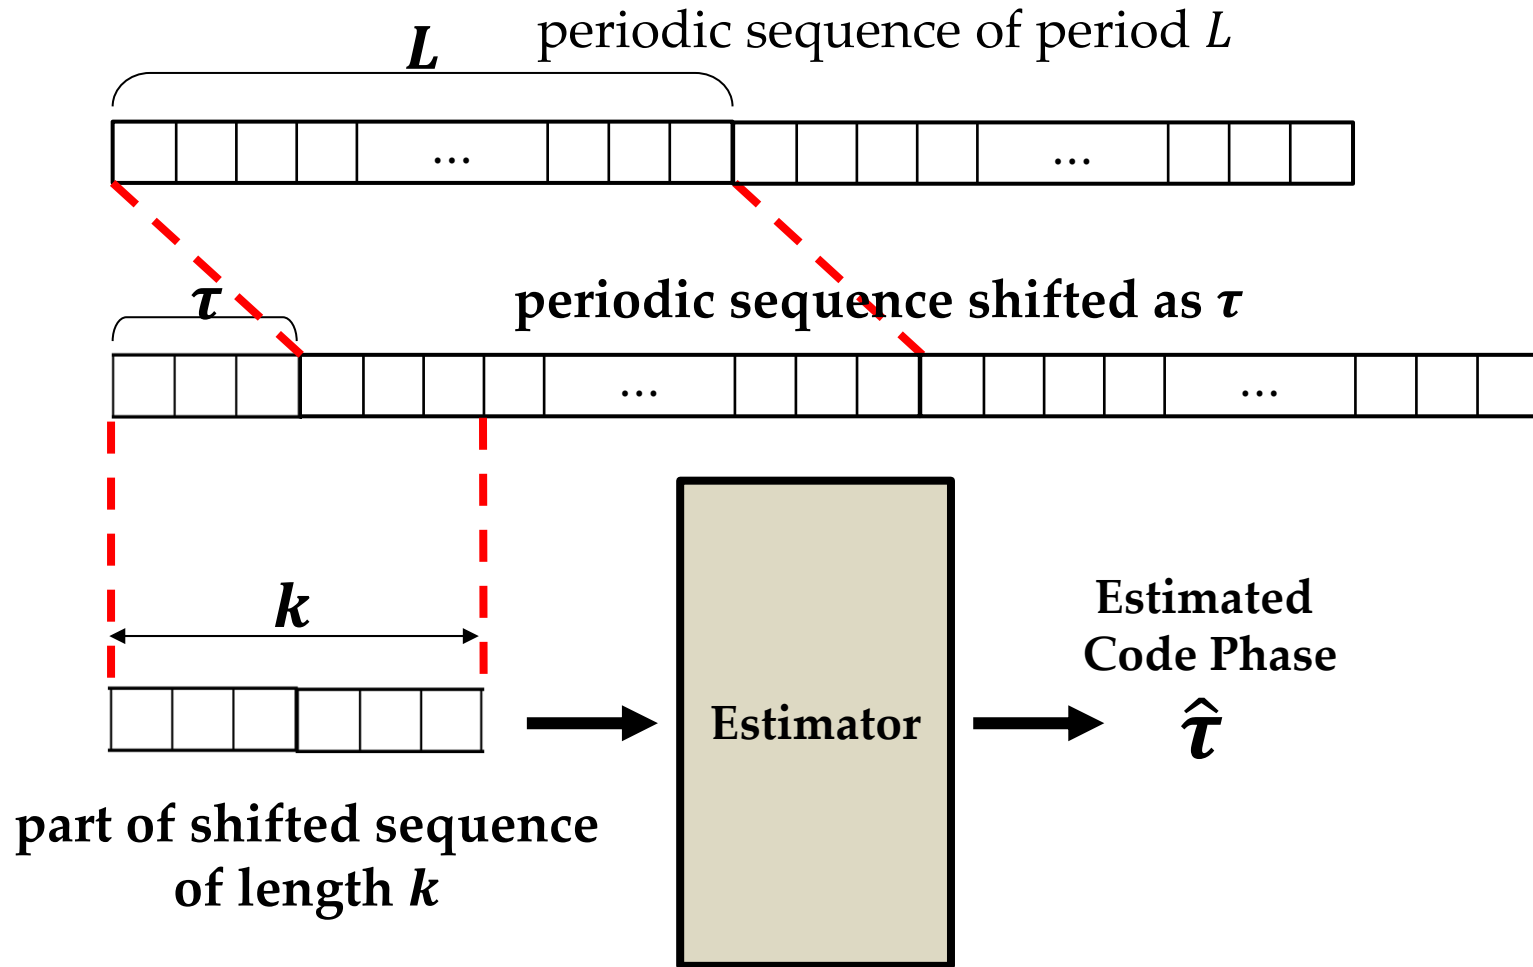 L
periodic sequence of period L
...
...
τ
periodic sequence shifted as τ
...
...
k
Estimated
Code Phase
Estimator
τ̂
part of shifted sequence
of length k